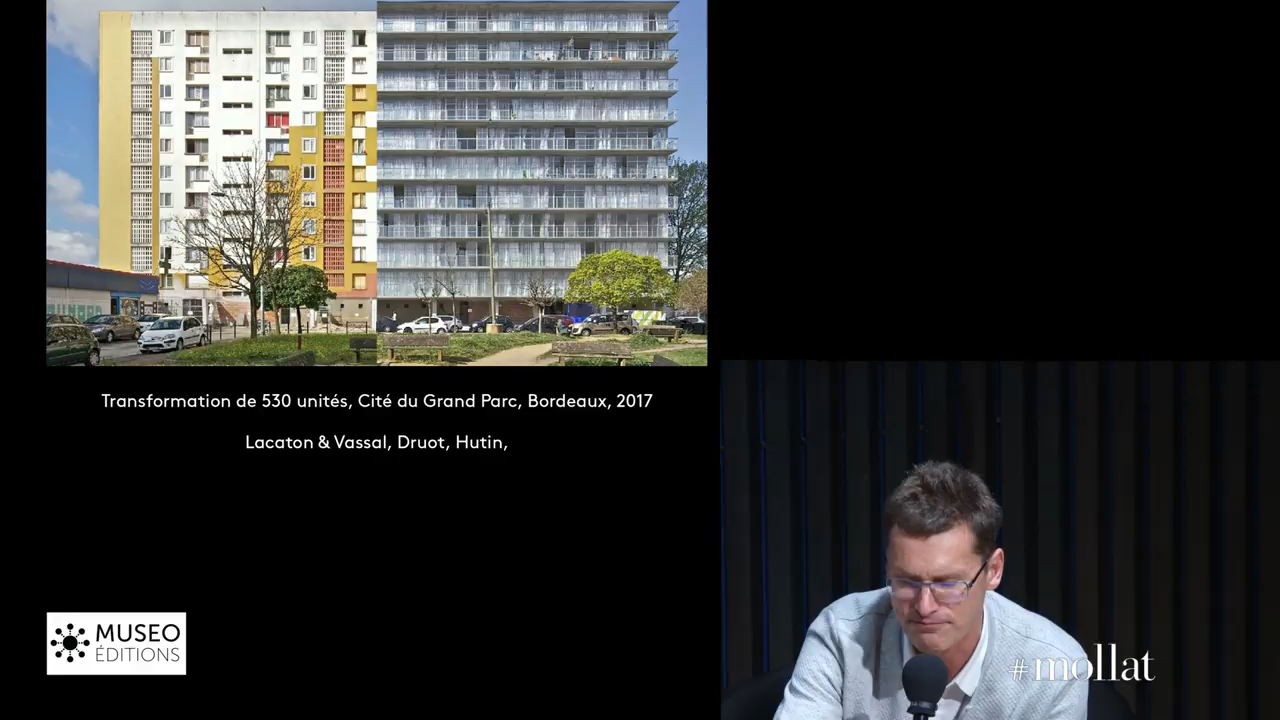 Transformation de 530 unités, Cité du Grand Parc, Bordeaux, 2017
Lacaton & Vassal, Druot, Hutin,
MUSEO
ÉDITIONS
#mollat